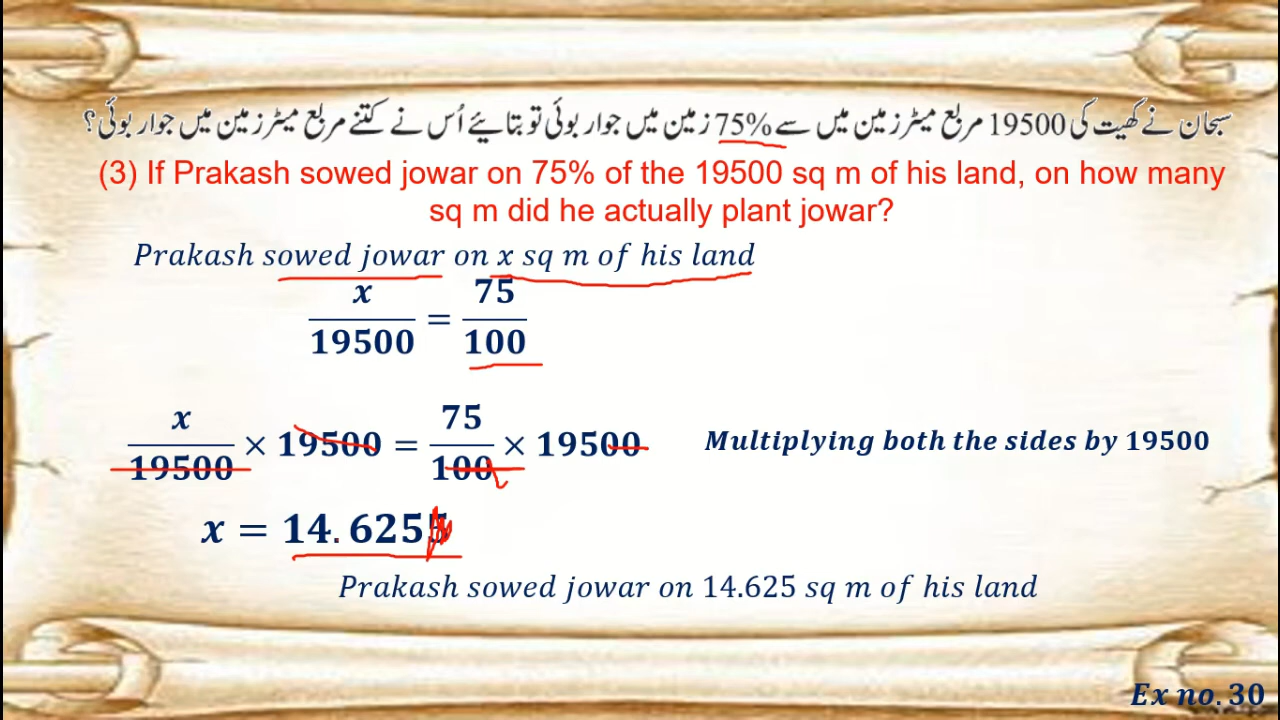 سبحان نے کھیت کی 19500 مربع میٹر زمین میں سے 75% زمین میں جوار بوئی تو بتایئے اُس نے کتنے مربع میٹر زمین میں جوار بوئی؟
(3) If Prakash sowed jowar on 75% of the 19500 sq m of his land, on how many
sq m did he actually plant jowar?
Prakash sowed jowar on x sq m of his land
x/19500 = 75/100
x/19500 × 19500 = 75/100 × 19500 Multiplying both the sides by 19500
x = 14.6255
Prakash sowed jowar on 14.625 sq m of his land
Ex no. 30